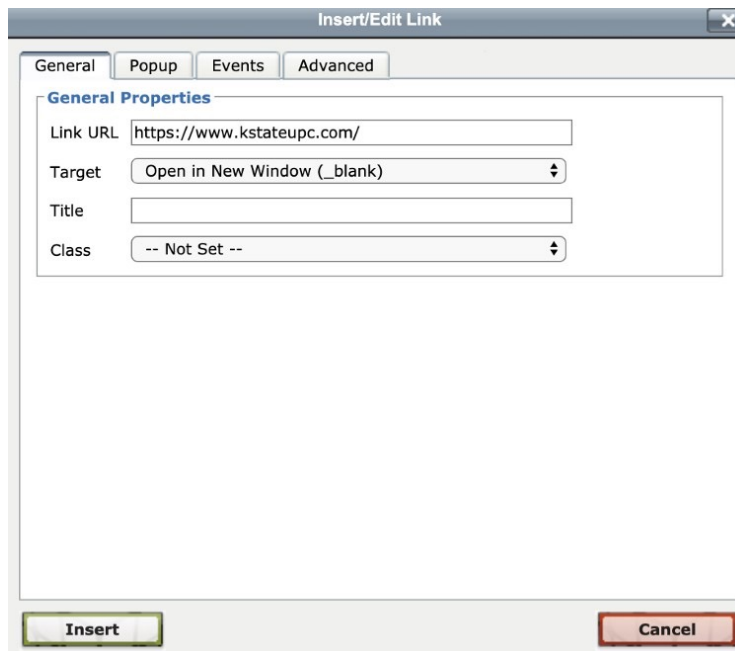 Insert/Edit Link
General Popup Events Advanced
General Properties
Link URL https://www.kstateupc.com/
Target Open in New Window (_blank)
Title
Class -- Not Set --
Insert Cancel